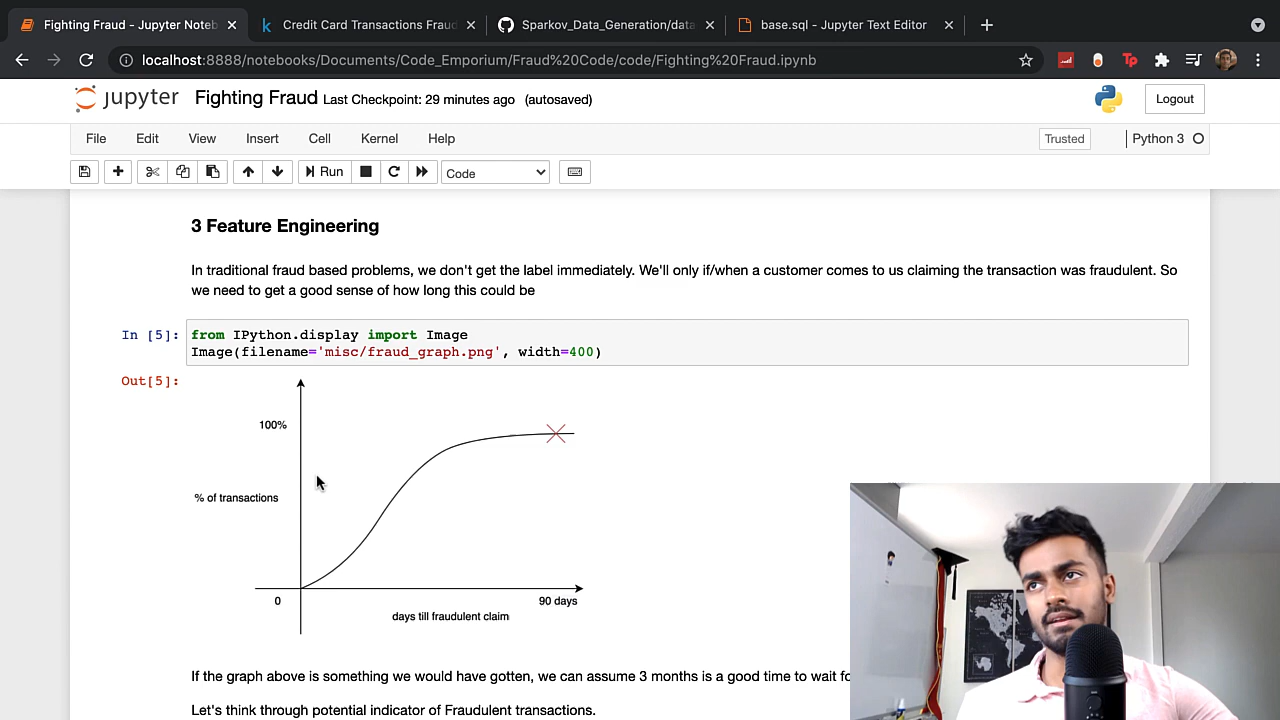 Fighting Fraud - Jupyter Noteb
Credit Card Transactions Fraud
Sparkov_Data_Generation/data
base.sql - Jupyter Text Editor
localhost:8888/notebooks/Documents/Code_Emporium/Fraud%20Code/code/Fighting%20Fraud.ipynb
jupyter Fighting Fraud Last Checkpoint: 29 minutes ago (autosaved)
Logout
File Edit View Insert Cell Kernel Help
Trusted
Python 3
Run
Code
3 Feature Engineering
In traditional fraud based problems, we don't get the label immediately. We'll only if/when a customer comes to us claiming the transaction was fraudulent. So
we need to get a good sense of how long this could be
In [5]:
from IPython.display import Image
Image(filename='misc/fraud_graph.png', width=400)
Out[5]:
100%
% of transactions
0
90 days
days till fraudulent claim
If the graph above is something we would have gotten, we can assume 3 months is a good time to wait fo
Let's think through potential indicator of Fraudulent transactions.